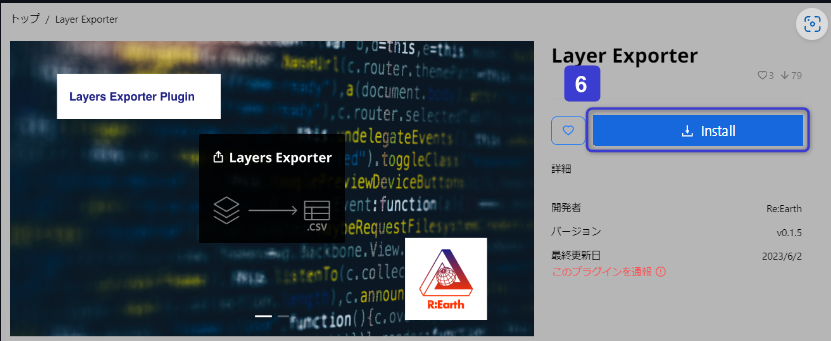 トップ / Layer Exporter
Layers Exporter Plugin
Layers Exporter
.CSV
R:Earth
Layer Exporter
3 79
6
Install
詳細
開発者 Re:Earth
バージョン v0.1.5
最終更新日 2023/6/2
このプラグインを通報